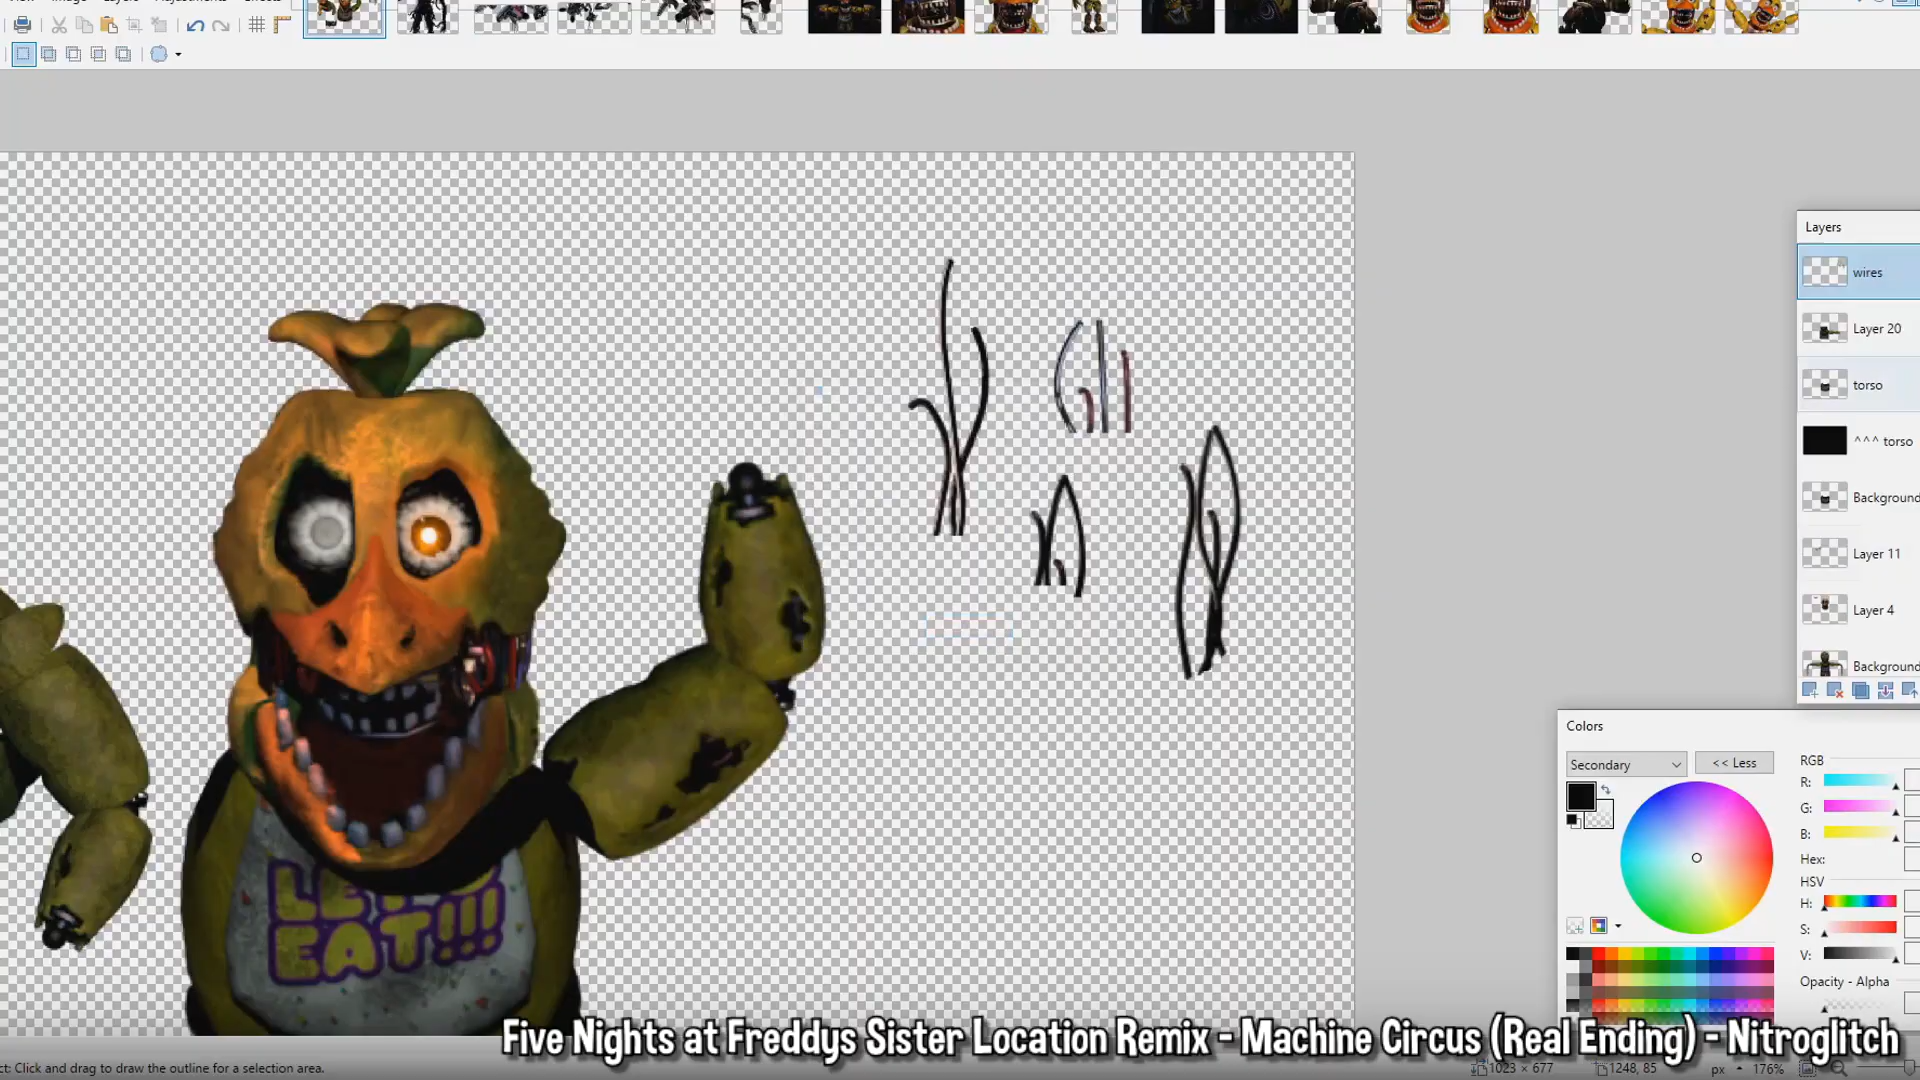 Layers
wires
Layer 20
torso
^^^ torso
Background
Layer 11
Layer 4
Background
Colors
Secondary
<< Less
RGB
R:
G:
B:
Hex:
HSV
H:
S:
V:
Opacity - Alpha
EAT!!!
Five Nights at Freddys Sister Location Remix - Machine Circus (Real Ending) - Nitroglitch
ct: Click and drag to draw the outline for a selection area.
1023 × 677
1248, 85
px
176%